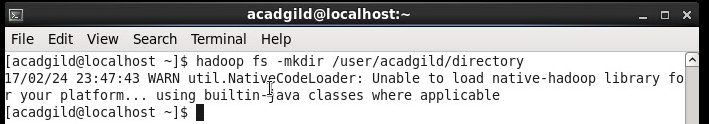 acadgild@localhost:~
File Edit View Search Terminal Help
[acadgild@localhost ~]$ hadoop fs -mkdir /user/acadgild/directory
17/02/24 23:47:43 WARN util.NativeCodeLoader: Unable to load native-hadoop library fo
r your platform... using builtin-java classes where applicable
[acadgild@localhost ~]$